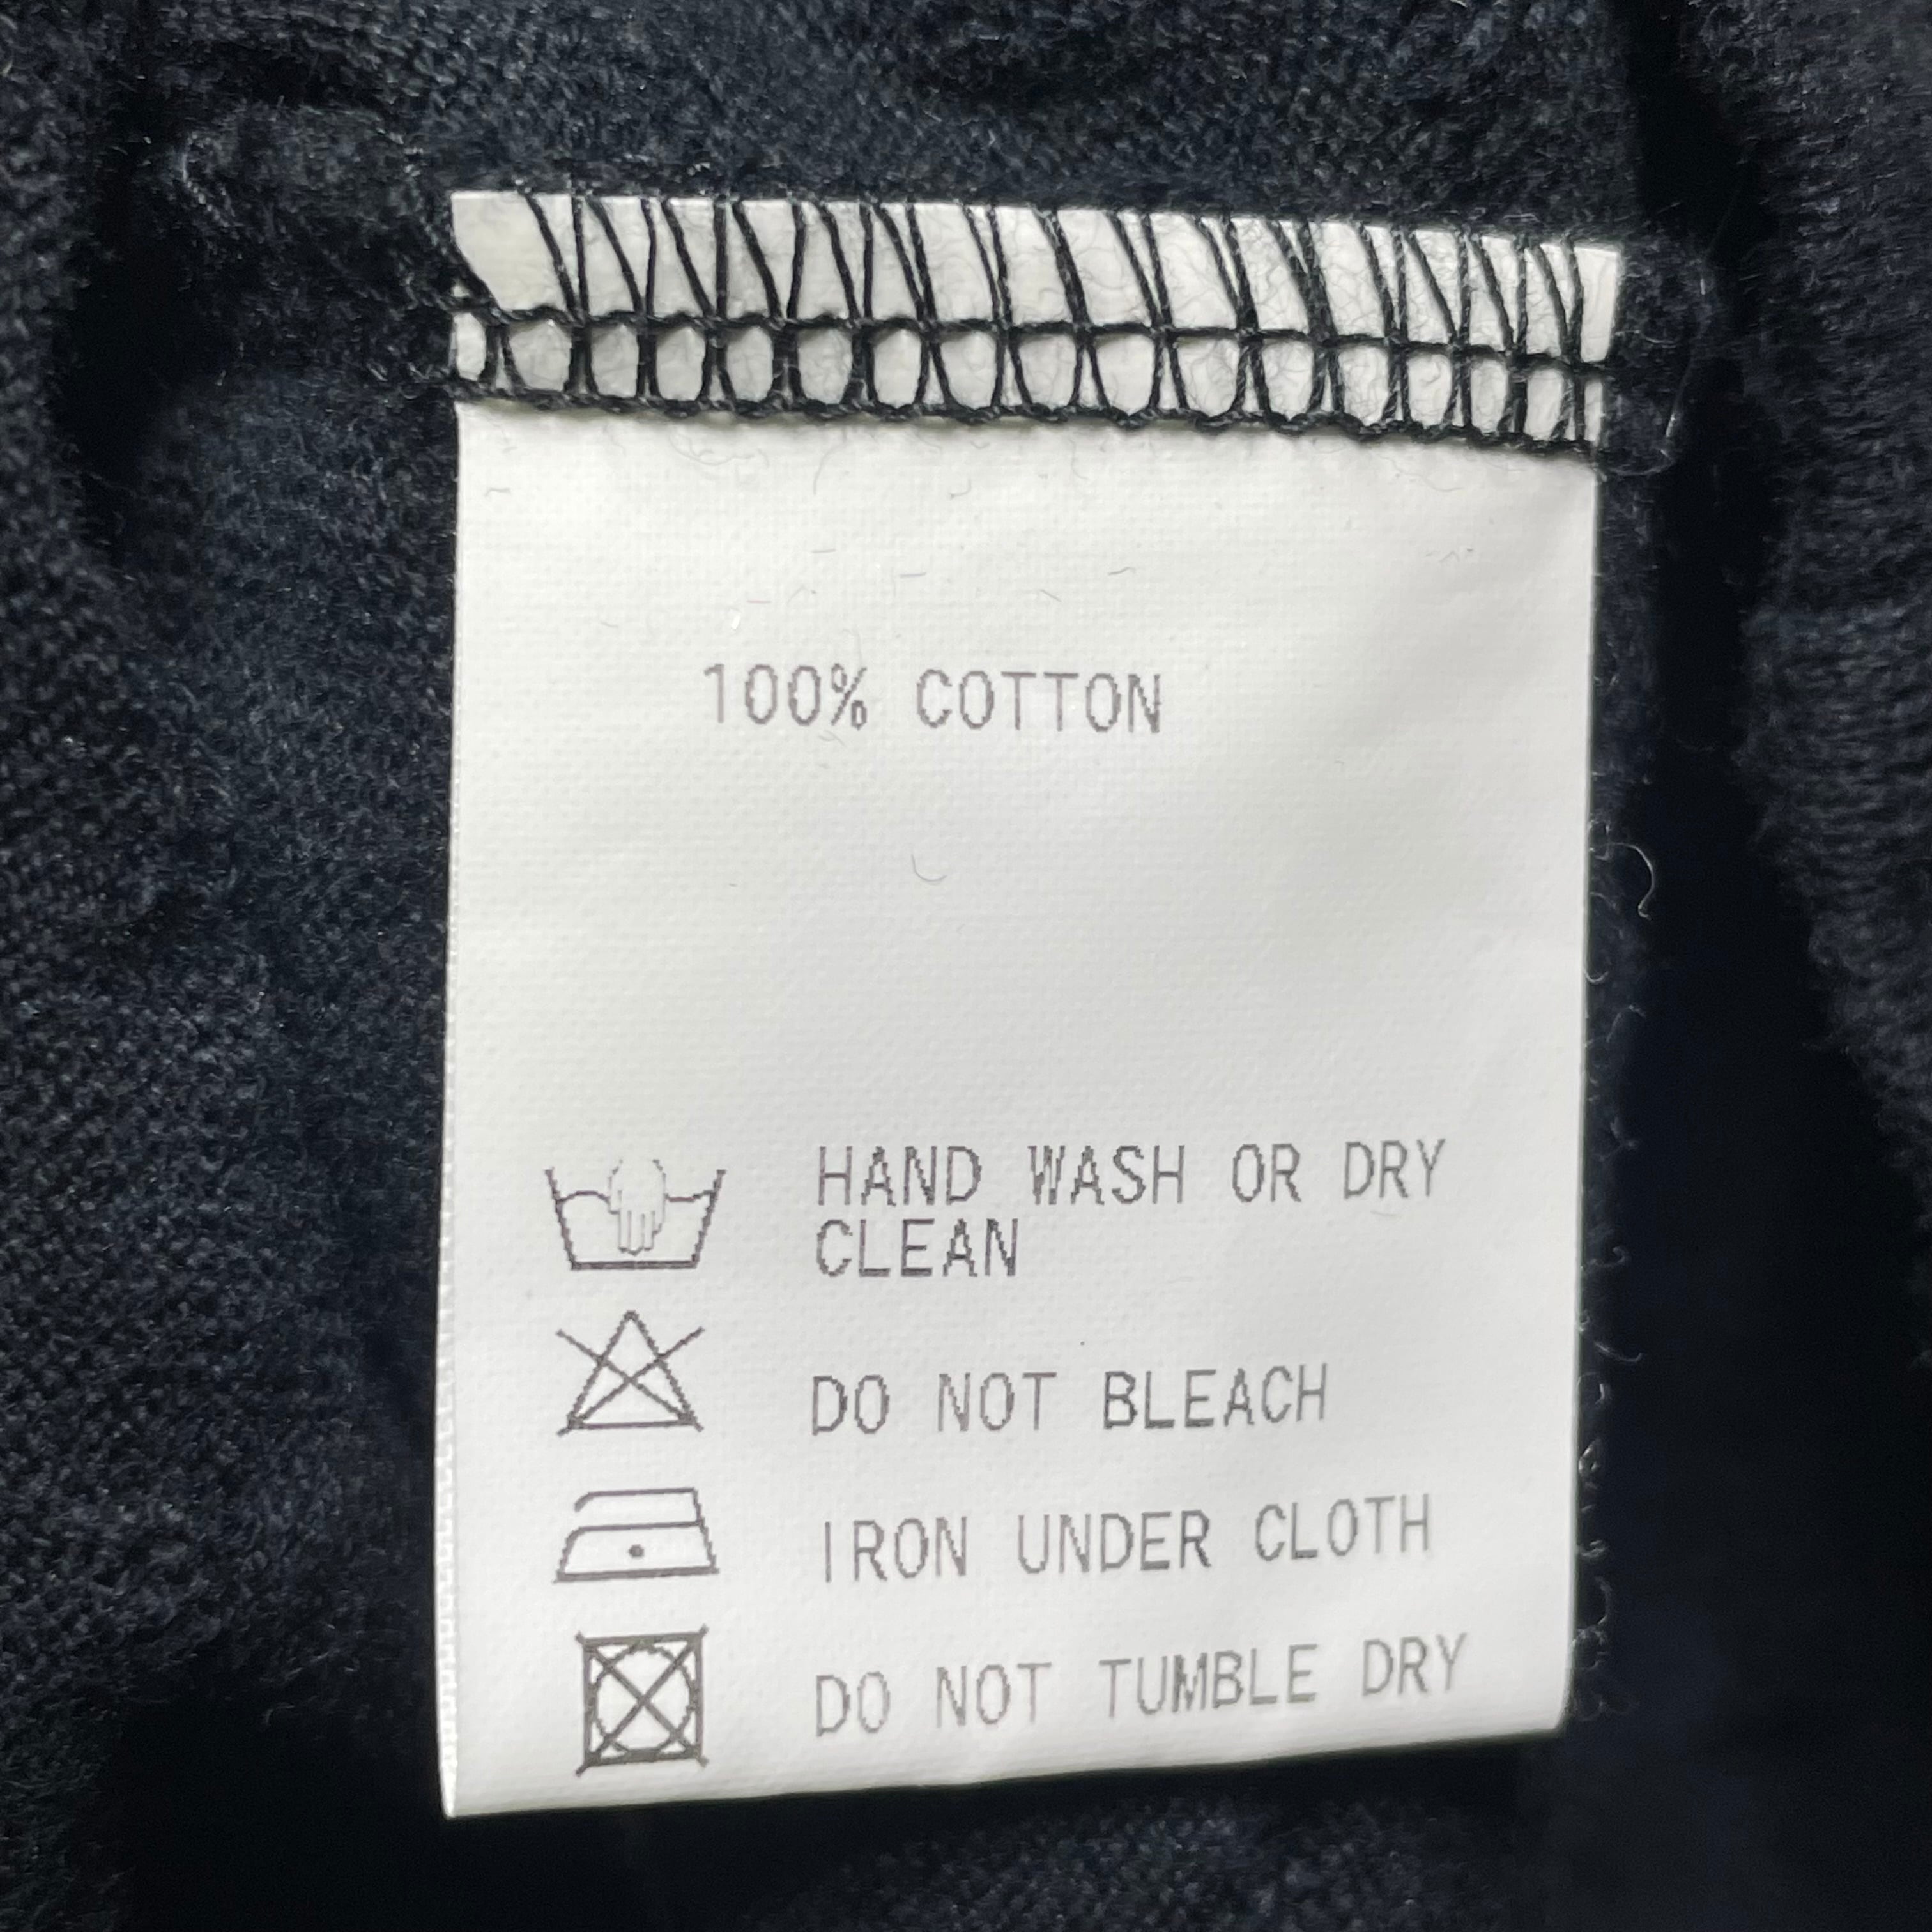 100% COTTON
HAND WASH OR DRY
CLEAN
DO NOT BLEACH
IRON UNDER CLOTH
DO NOT TUMBLE DRY